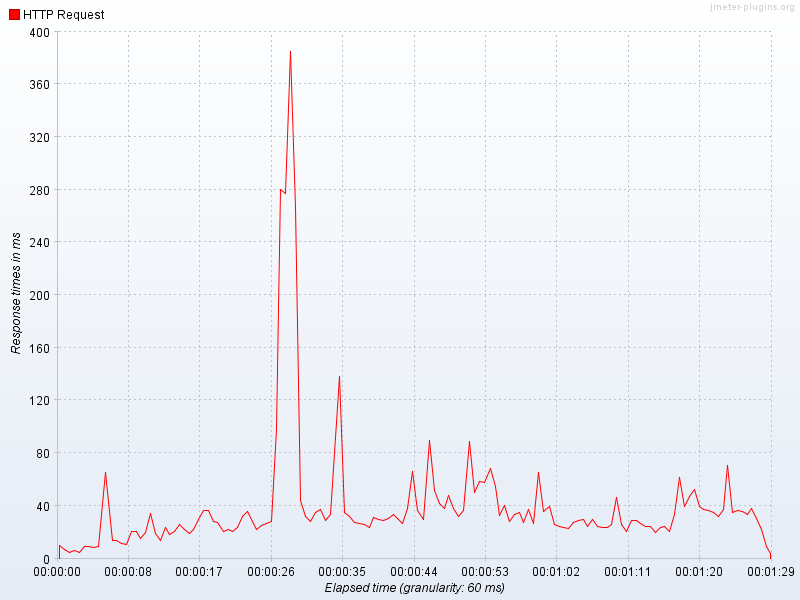 jmeter-plugins.org
HTTP Request
400
360
320
280
240
200
160
120
80
40
0
Response times in ms
00:00:00 00:00:08 00:00:17 00:00:26 00:00:35 00:00:44 00:00:53 00:01:02 00:01:11 00:01:20 00:01:29
Elapsed time (granularity: 60 ms)